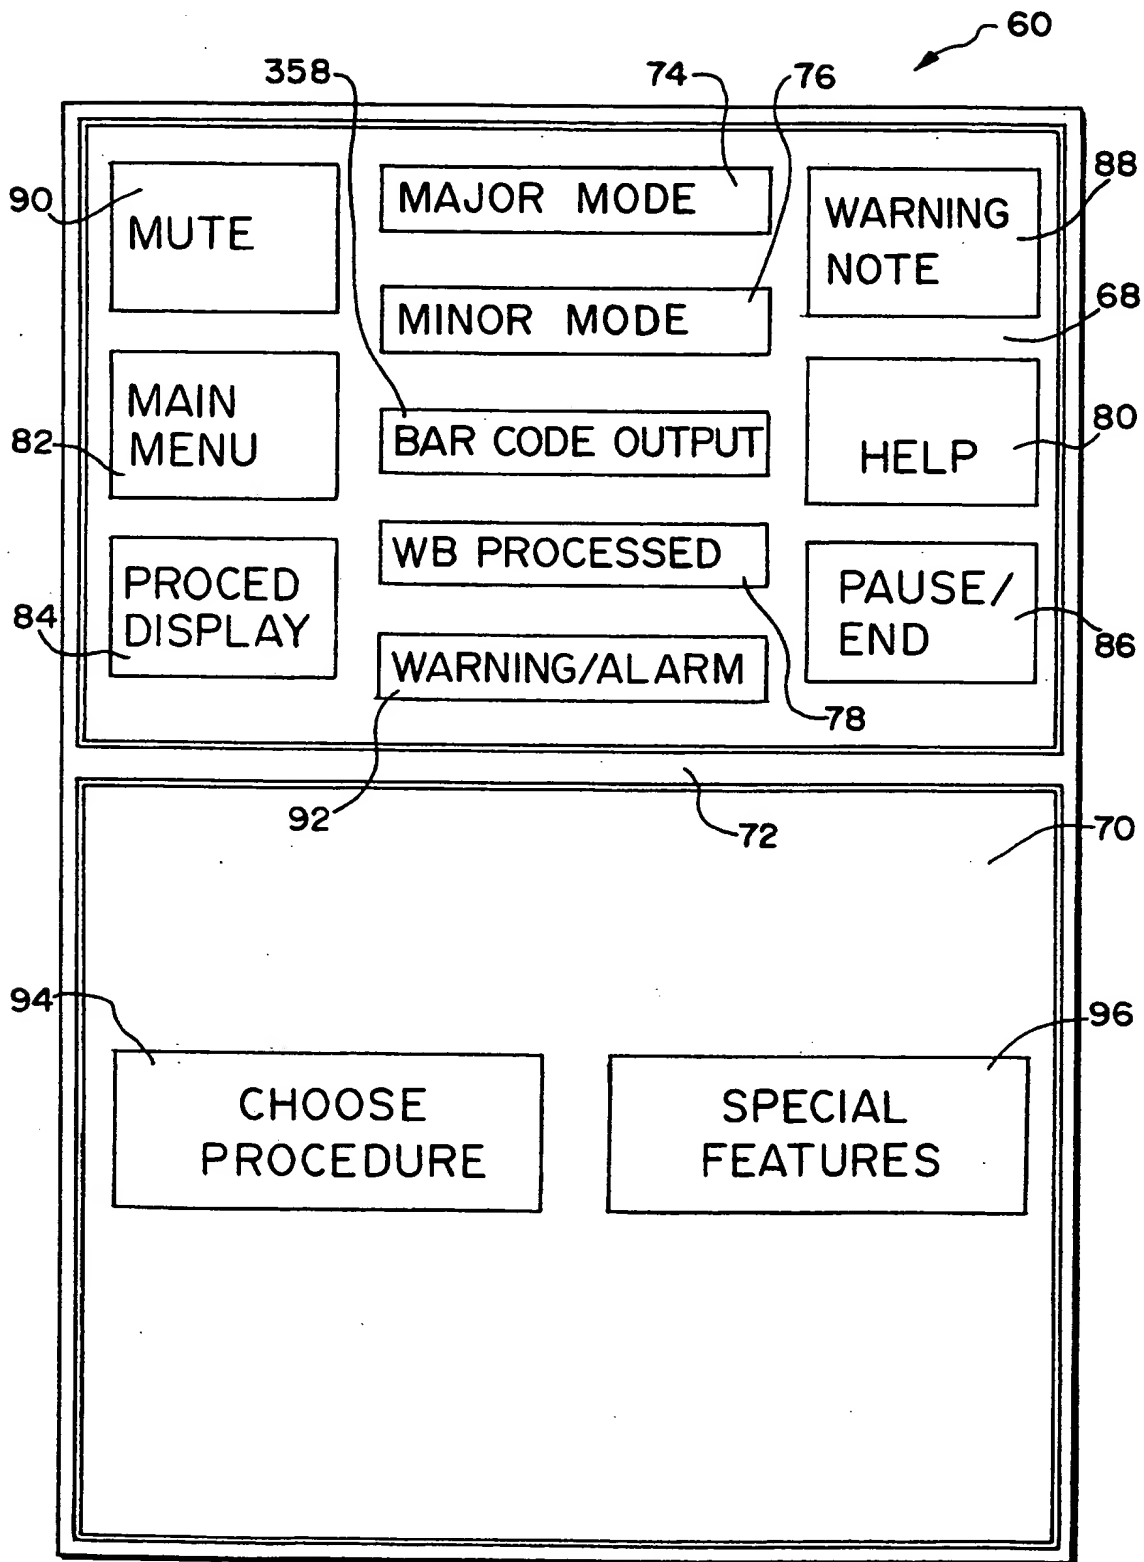 60
358
74
76
90
MUTE
MAJOR MODE
WARNING
NOTE
88
MINOR MODE
68
82
MAIN
MENU
BAR CODE OUTPUT
HELP
80
84
PROCED
DISPLAY
WB PROCESSED
PAUSE/
END
86
WARNING/ALARM
78
92
72
70
94
96
CHOOSE
PROCEDURE
SPECIAL
FEATURES